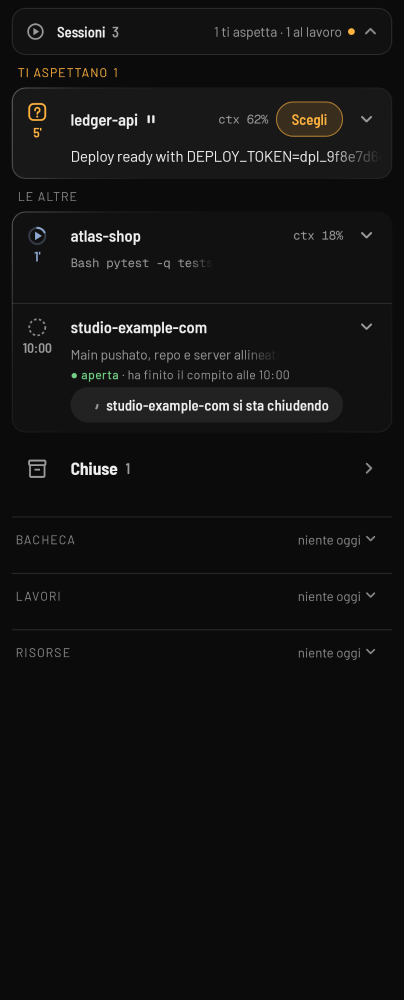 Sessioni 3 1 ti aspetta · 1 al lavoro
TI ASPETTANO 1
ledger-api ctx 62% Scegli
5'
Deploy ready with DEPLOY_TOKEN=dpl_9f8e7d6
LE ALTRE
atlas-shop ctx 18%
1'
Bash pytest -q tests
studio-example-com
10:00
Main pushato, repo e server allineat
aperta · ha finito il compito alle 10:00
studio-example-com si sta chiudendo
Chiuse 1
BACHECA niente oggi
LAVORI niente oggi
RISORSE niente oggi